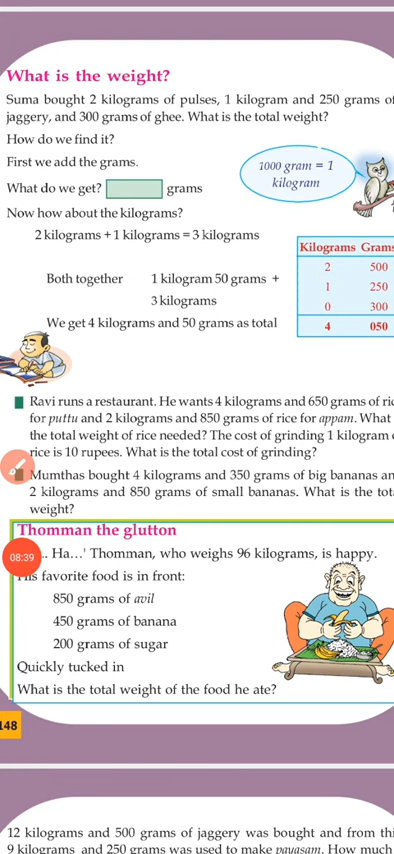 What is the weight?
Suma bought 2 kilograms of pulses, 1 kilogram and 250 grams of
jaggery, and 300 grams of ghee. What is the total weight?
How do we find it?
First we add the grams.
1000 gram = 1
kilogram
What do we get? grams
Now how about the kilograms?
2 kilograms + 1 kilograms = 3 kilograms
Kilograms Grams
2 500
1 250
0 300
4 050
Both together 1 kilogram 50 grams +
3 kilograms
We get 4 kilograms and 50 grams as total
Ravi runs a restaurant. He wants 4 kilograms and 650 grams of
for puttu and 2 kilograms and 850 grams of rice for appam. What
the total weight of rice needed? The cost of grinding 1 kilogram
rice is 10 rupees. What is the total cost of grinding?
Mumthas bought 4 kilograms and 350 grams of big bananas
2 kilograms and 850 grams of small bananas. What is the
weight?
Thomman the glutton
08:39
.. Ha...' Thomman, who weighs 96 kilograms, is happy.
favorite food is in front:
850 grams of avil
450 grams of banana
200 grams of sugar
Quickly tucked in
What is the total weight of the food he ate?
148
12 kilograms and 500 grams of jaggery was bought and from
9 kilograms and 250 grams was used to make payasam. How much